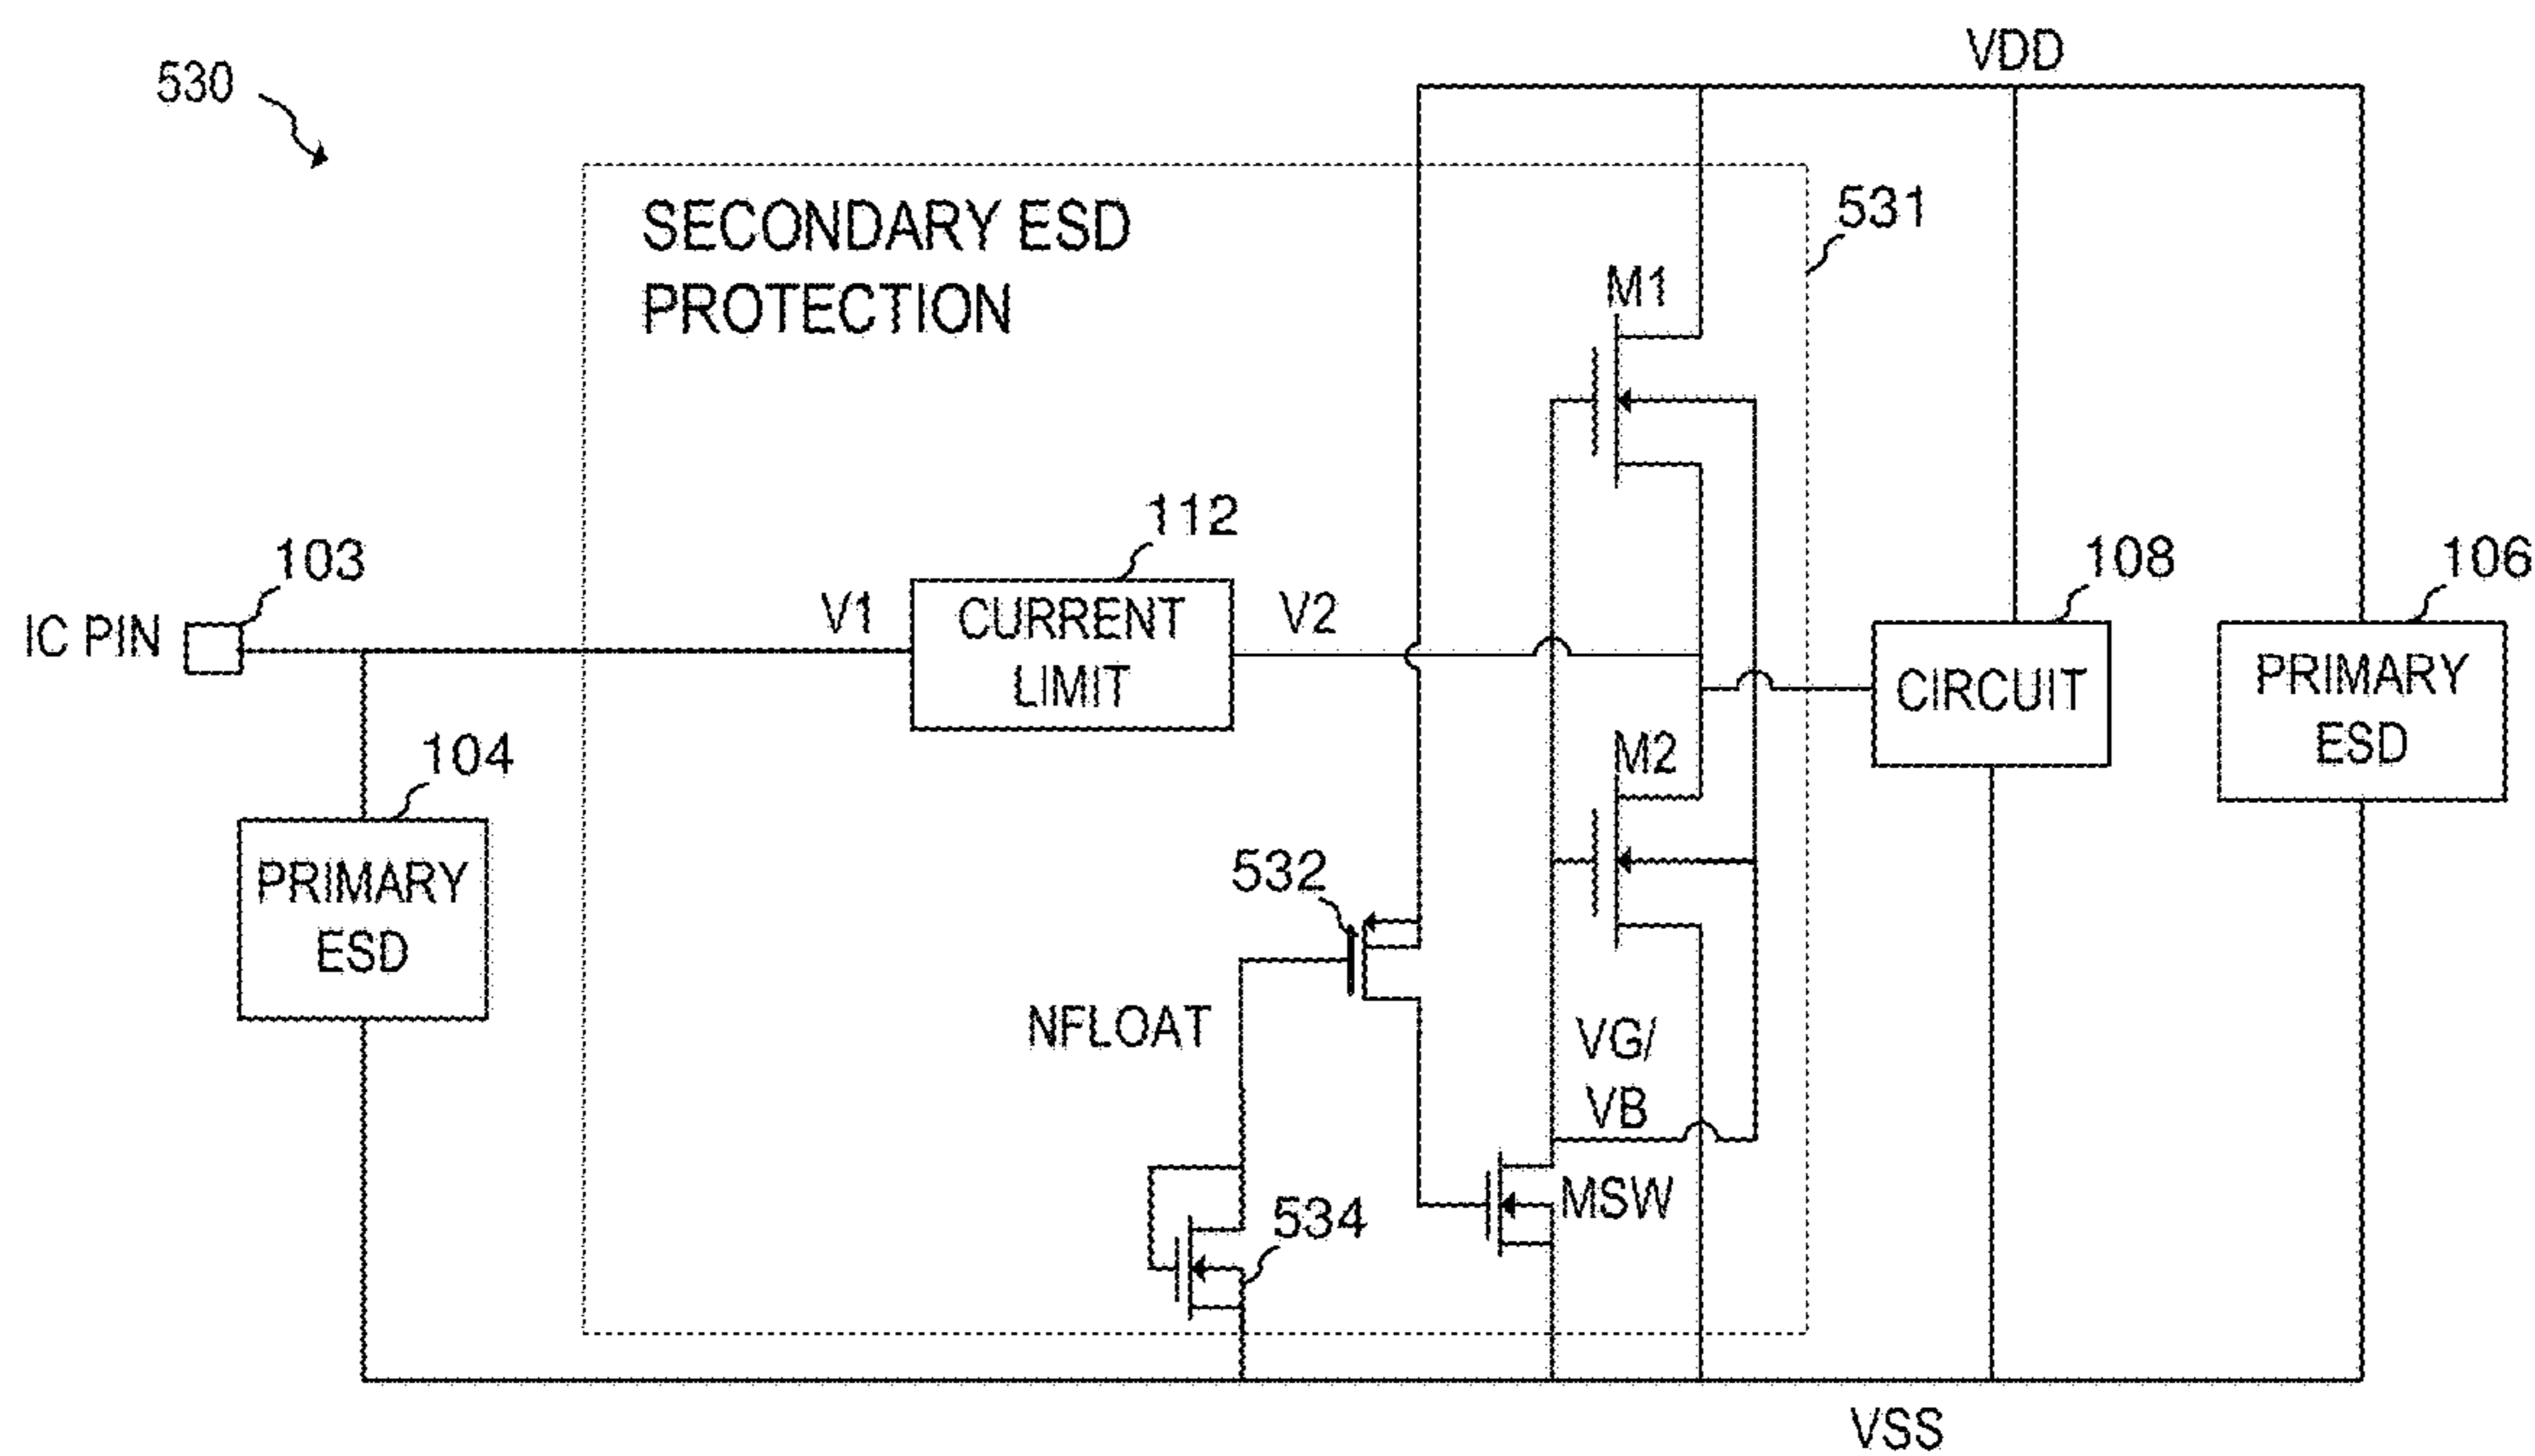 VDD
530
SECONDARY ESD
PROTECTION
531
M1
112
103
V1
CURRENT
LIMIT
V2
108
106
IC PIN
CIRCUIT
PRIMARY
ESD
104
M2
PRIMARY
ESD
532
NFLOAT
VG/
VB
MSW
534
VSS